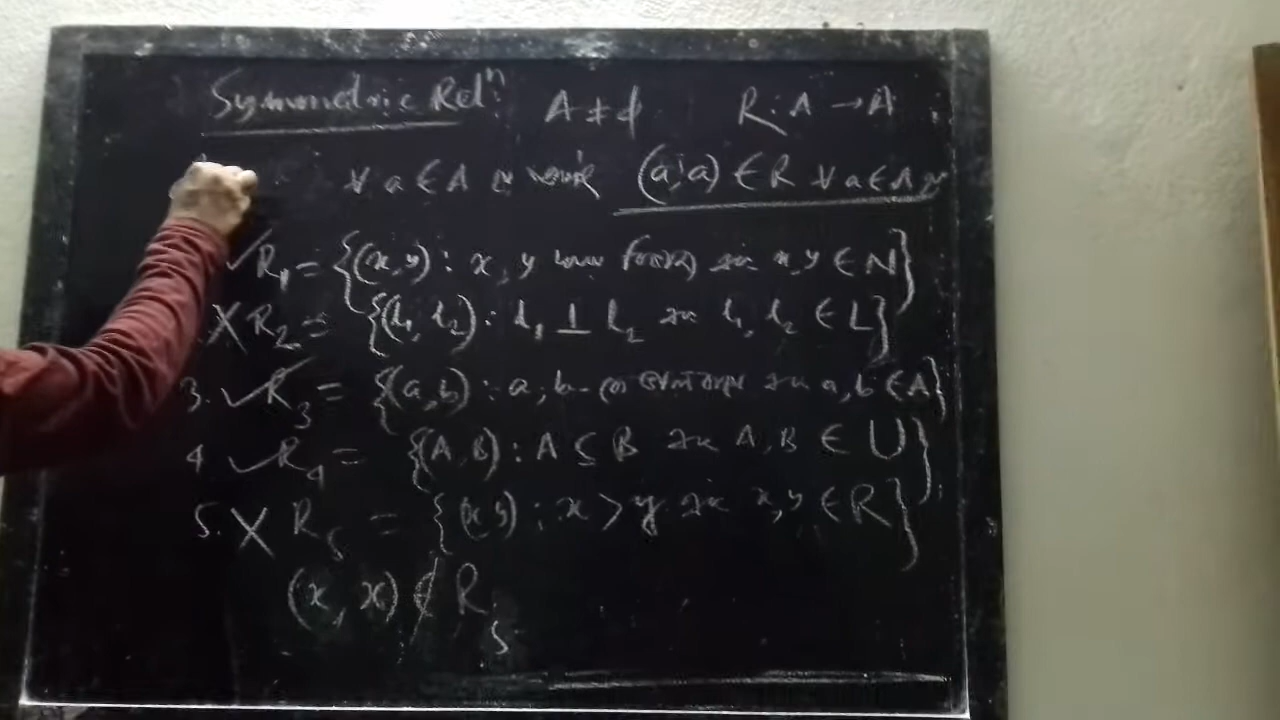 Symmetric Relⁿ: A ≠ ϕ R: A → A
∀ a ∈ A (a, a) ∈ R ∀ a ∈ A
✓ R₁ = {(x, y) : x, y x, y ∈ N}
X R₂ = {(l₁, l₂) : l₁ ⊥ l₂ l₁, l₂ ∈ L}
3. ✓ R₃ = {(a, b) : a, b a, b ∈ A}
4 ✓ R₄ = {(A, B) : A ⊆ B A, B ∈ U}
5. X R₅ = {(x, y) : x > y x, y ∈ R}
(x, x) ∉ R₅